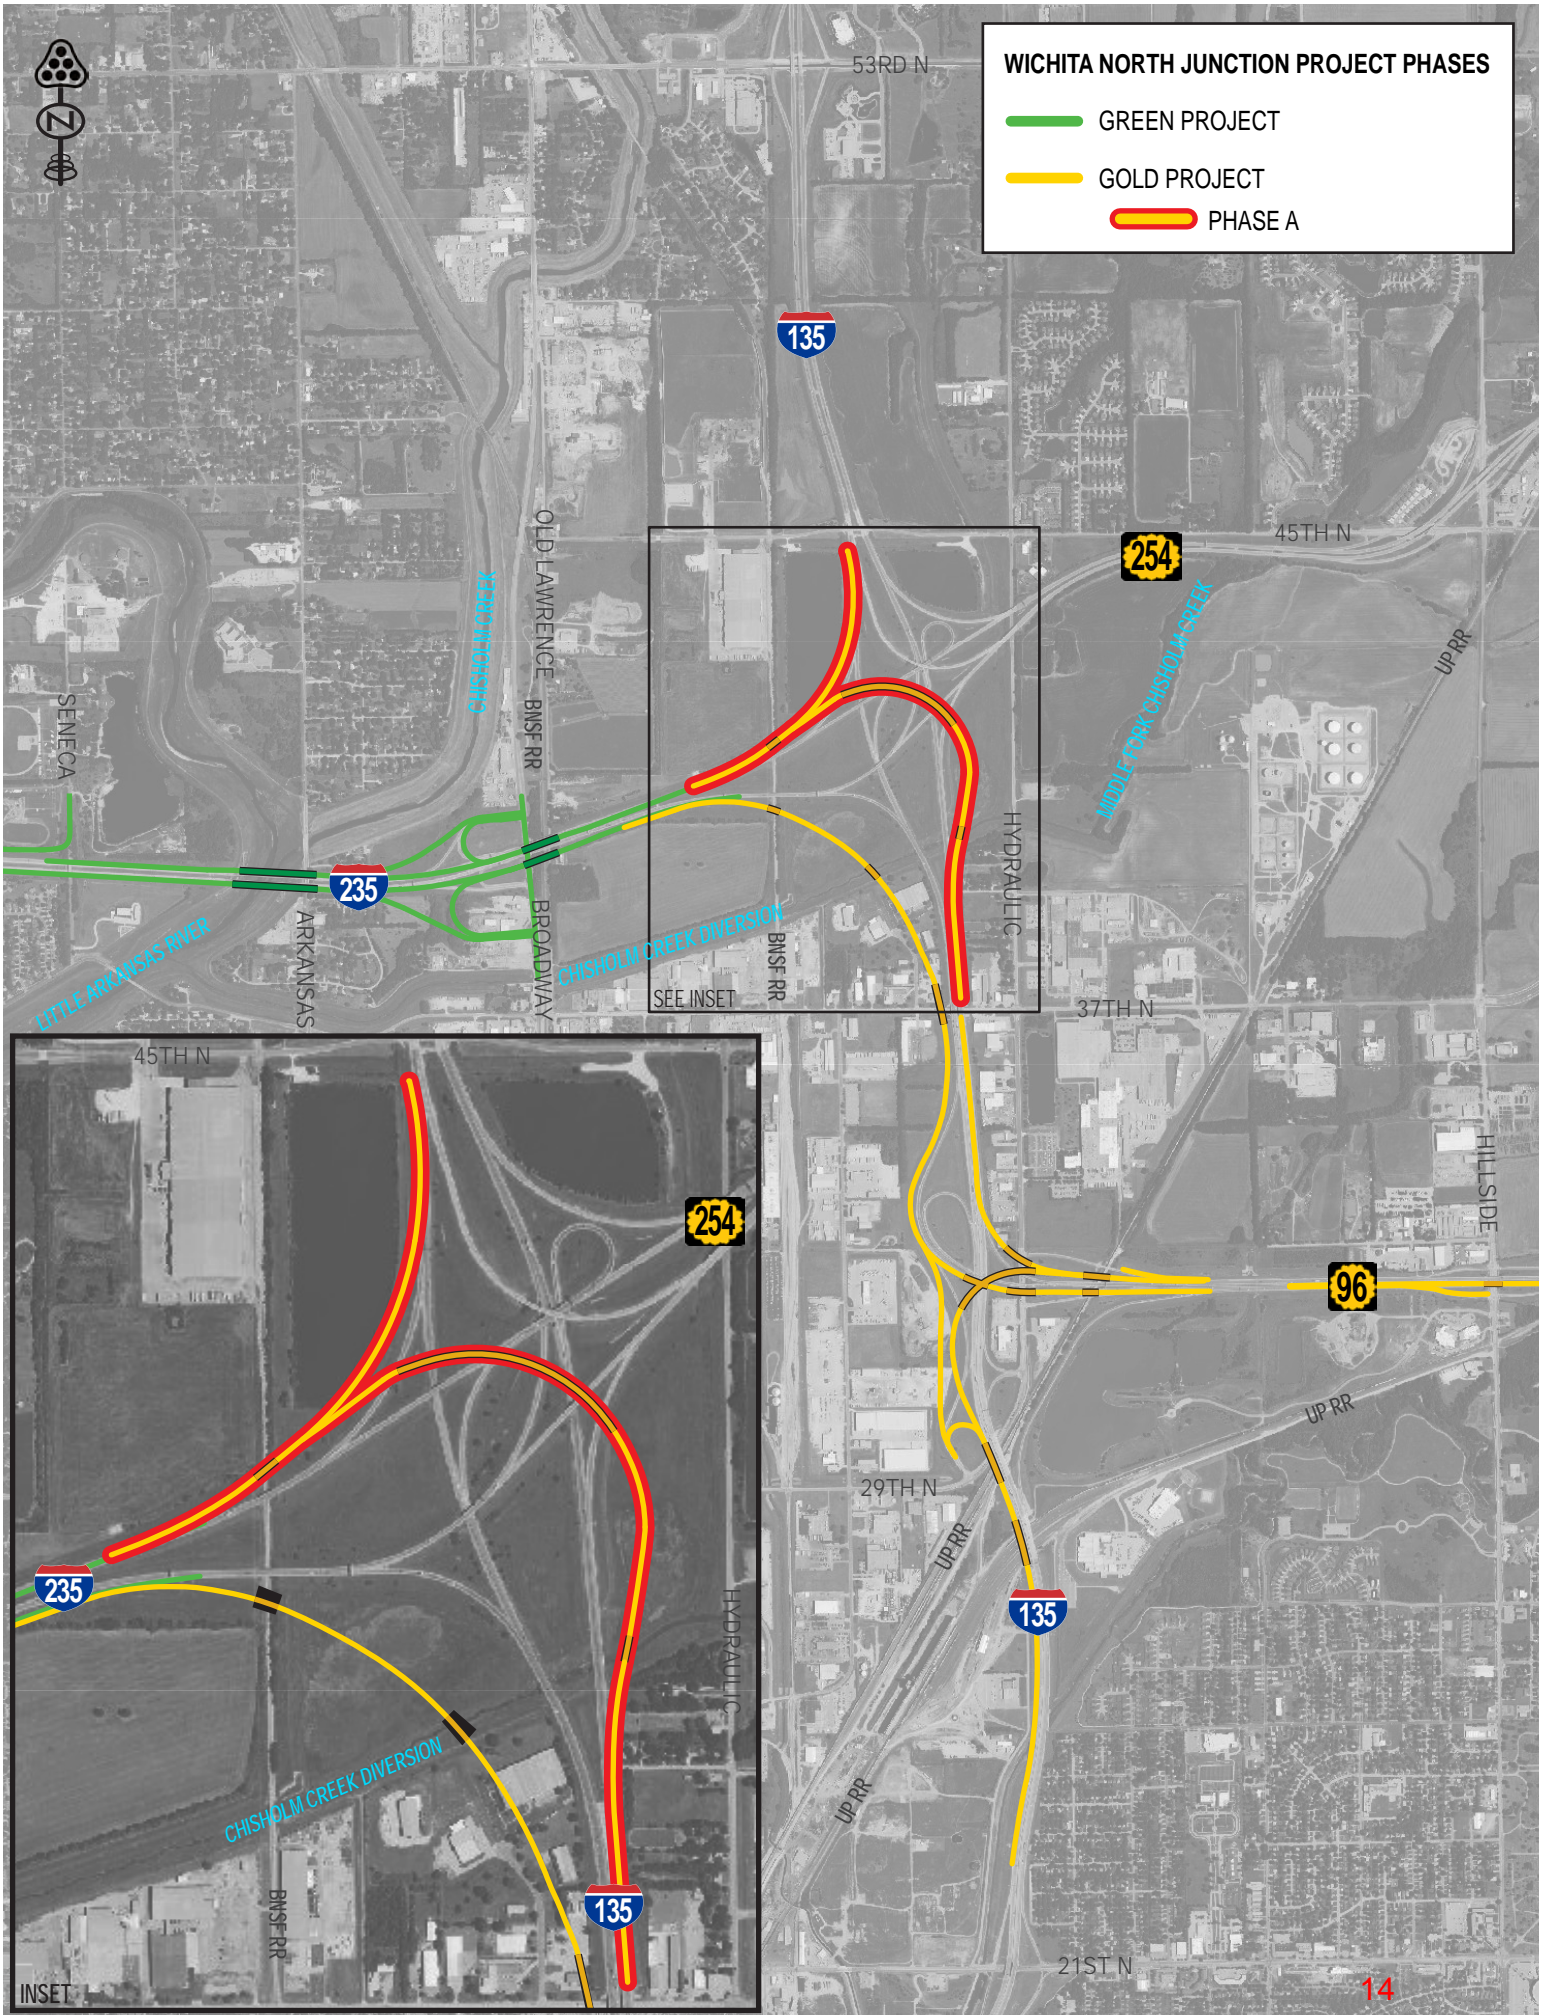 WICHITA NORTH JUNCTION PROJECT PHASES
GREEN PROJECT
GOLD PROJECT
PHASE A
N
53RD N
135
45TH N
254
OLD LAWRENCE
CHISHOLM CREEK
MIDDLE FORK CHISHOLM CREEK
UP RR
SENECA
BNSF RR
HYDRAULIC
235
BROADWAY
ARKANSAS
LITTLE ARKANSAS RIVER
CHISHOLM CREEK DIVERSION
BNSF RR
SEE INSET
37TH N
45TH N
HILLSIDE
254
96
UP RR
29TH N
UP RR
235
135
HYDRAULIC
CHISHOLM CREEK DIVERSION
UP RR
BNSF RR
135
21ST N
INSET
14